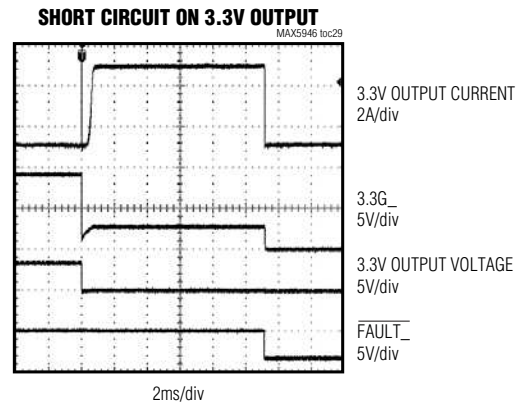 SHORT CIRCUIT ON 3.3V OUTPUT
MAX5946 toc29
3.3V OUTPUT CURRENT
2A/div
3.3G_
5V/div
3.3V OUTPUT VOLTAGE
5V/div
FAULT_
5V/div
2ms/div